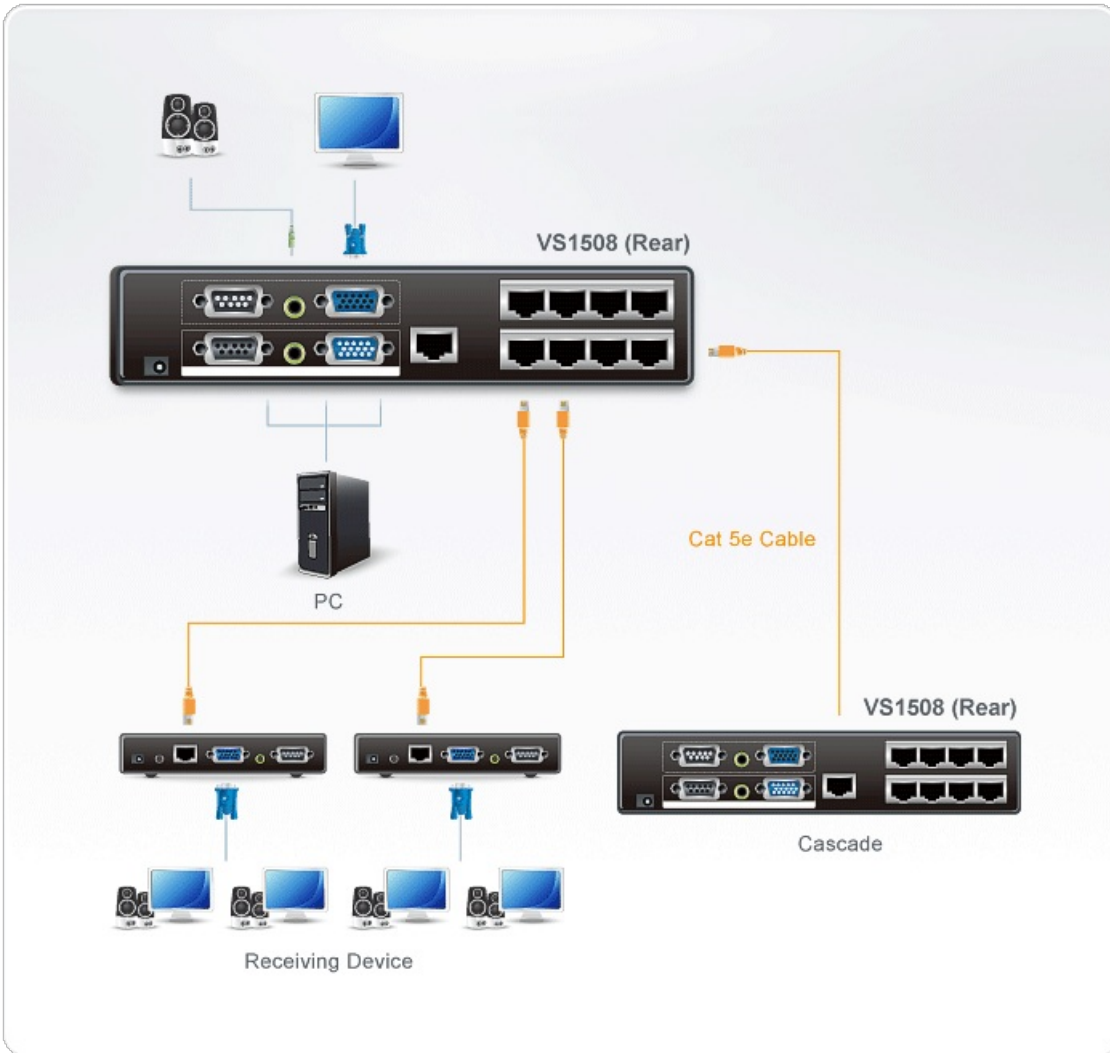 VS1508 (Rear)
Cat 5e Cable
PC
VS1508 (Rear)
Cascade
Receiving Device